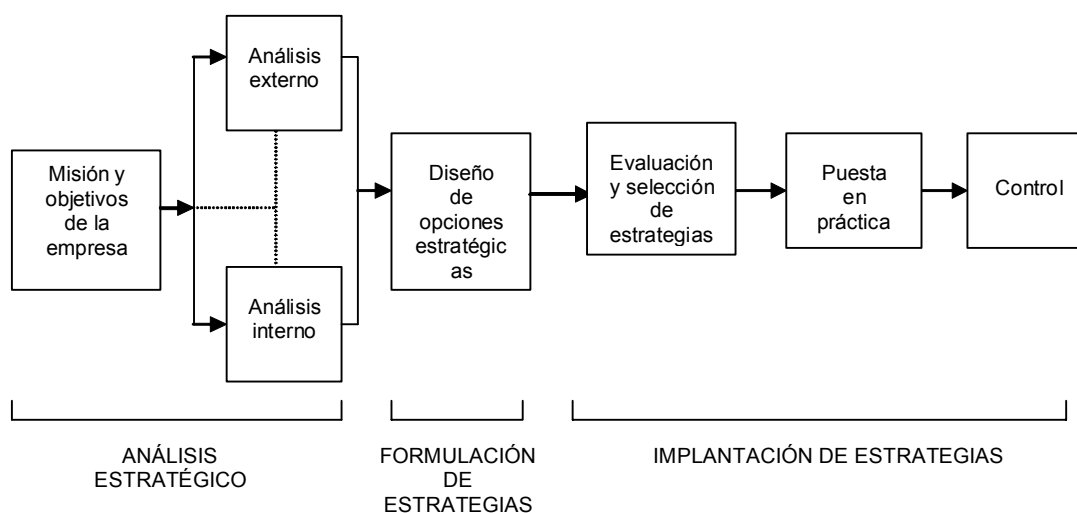 Misión y
objetivos
de la
empresa
Análisis
externo
Análisis
interno
Diseño
de
opciones
estratégic
as
Evaluación
y selección
de
estrategias
Puesta
en
práctica
Control
ANÁLISIS
ESTRATÉGICO
FORMULACIÓN
DE
ESTRATEGIAS
IMPLANTACIÓN DE ESTRATEGIAS